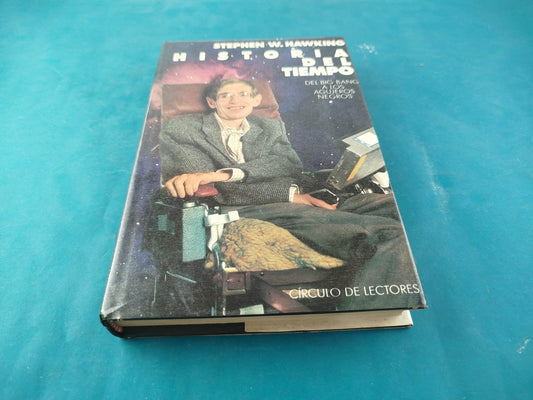 STEPHEN W. HAWKING
HISTORIA
DEL
TIEMPO
DEL BIG BANG
A LOS
AGUJEROS
NEGROS
CÍRCULO DE LECTORES